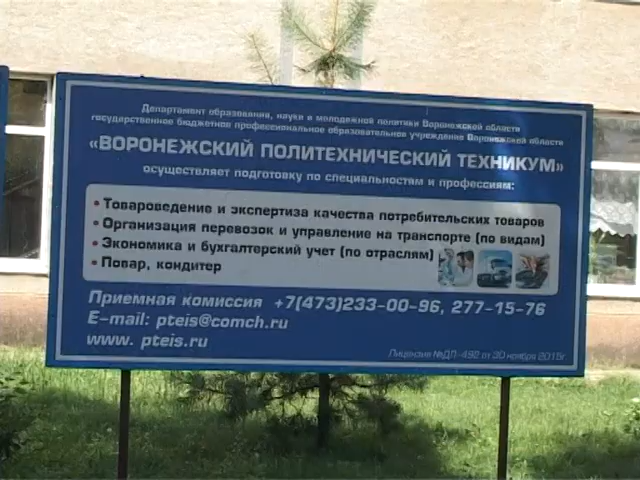 Департамент образования, науки и молодежной политики Воронежской области
государственное бюджетное профессиональное образовательное учреждение Воронежской области
«ВОРОНЕЖСКИЙ ПОЛИТЕХНИЧЕСКИЙ ТЕХНИКУМ»
осуществляет подготовку по специальностям и профессиям:
• Товароведение и экспертиза качества потребительских товаров
• Организация перевозок и управление на транспорте (по видам)
• Экономика и бухгалтерский учет (по отраслям)
• Повар, кондитер
Приемная комиссия +7(473)233-00-96, 277-15-76
E-mail: pteis@comch.ru
www. pteis.ru
Лицензия №ДЛ-492 от 30 ноября 2015г